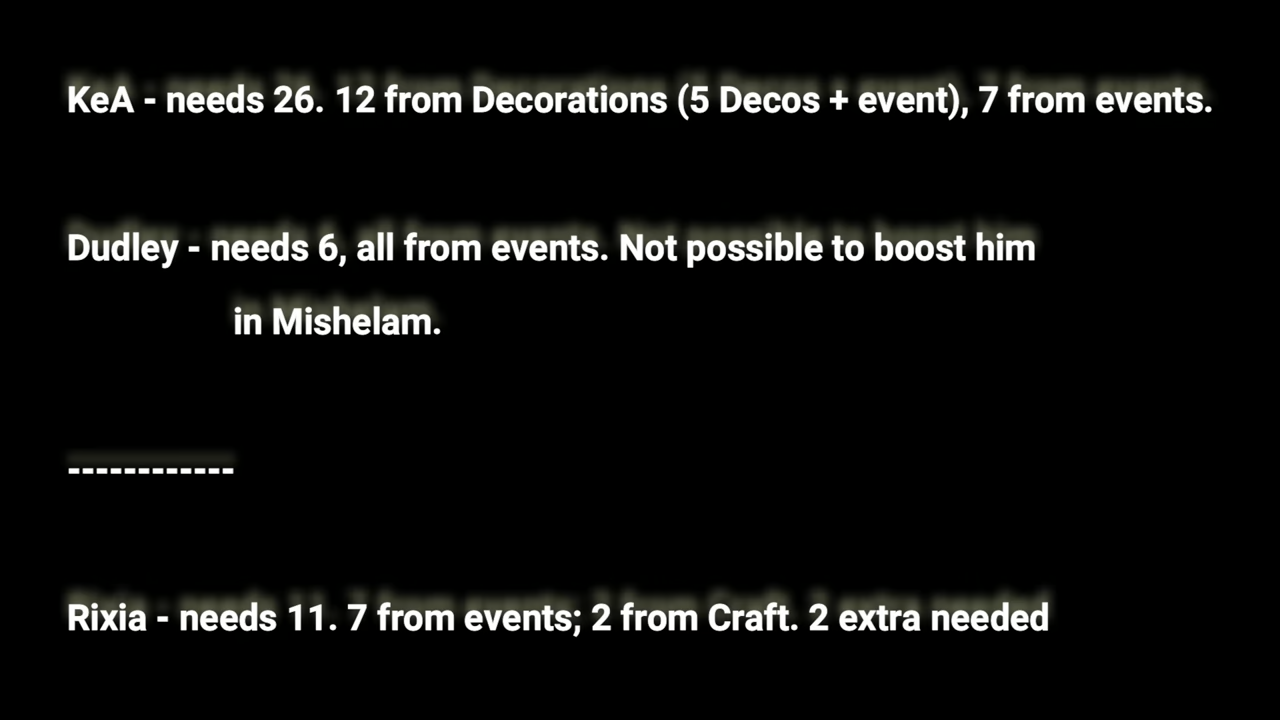 KeA - needs 26. 12 from Decorations (5 Decos + event), 7 from events.
Dudley - needs 6, all from events. Not possible to boost him
in Mishelam.
------------
Rixia - needs 11. 7 from events; 2 from Craft. 2 extra needed